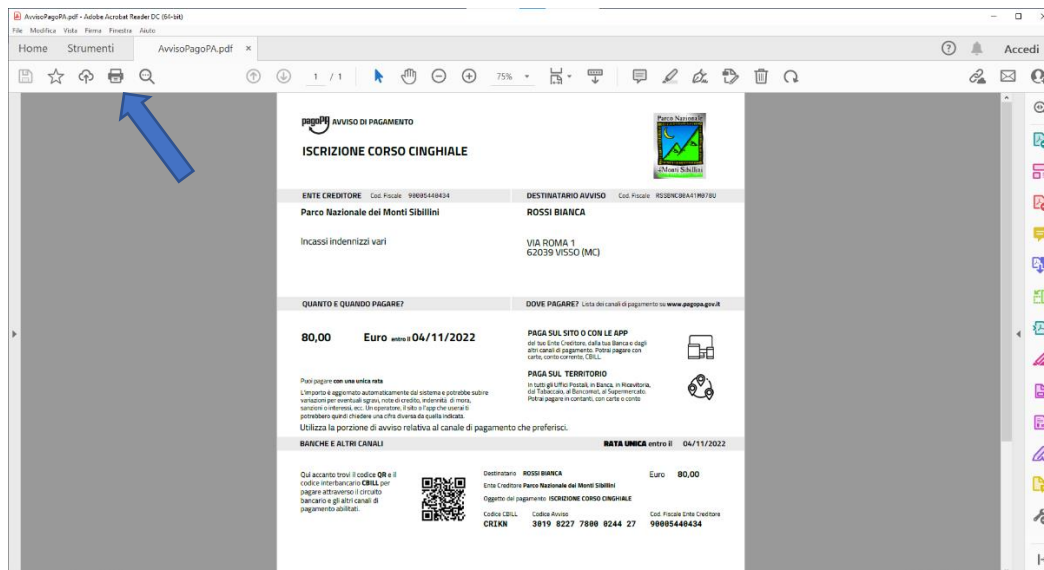 AvvisoPagoPA.pdf - Adobe Acrobat Reader DC (64-bit)
File Modifica Vista Firma Finestra Aiuto
Home Strumenti AvvisoPagoPA.pdf × Accedi
1 / 1 75%
pagoPA AVVISO DI PAGAMENTO
Parco Nazionale
dei Monti Sibillini
ISCRIZIONE CORSO CINGHIALE
ENTE CREDITORE Cod. Fiscale 90005440434 DESTINATARIO AVVISO Cod. Fiscale
Parco Nazionale dei Monti Sibillini ROSSI BIANCA
Incassi indennizzi vari VIA ROMA 1
62039 VISSO (MC)
QUANTO E QUANDO PAGARE? DOVE PAGARE? Lista dei canali di pagamento su www.pagopa.gov.it
80,00 Euro entro il 04/11/2022
PAGA SUL SITO O CON LE APP
del tuo Ente Creditore, dalla tua Banca e dagli
altri canali di pagamento. Potrai pagare con
carte, conto corrente, CBILL.
PAGA SUL TERRITORIO
in tutti gli Uffici Postali, in Banca, in Ricevitoria,
dal Tabaccaio, al Bancomat, al Supermercato.
Potrai pagare in contanti, con carte o conto
Puoi pagare con una unica rata
L'importo è aggiornato automaticamente dal sistema e potrebbe subire
variazioni per eventuali sgravi, note di credito, indennità di mora,
sanzioni o interessi, ecc. Un operatore, il sito o l'app che userai ti
potrebbero quindi chiedere una cifra diversa da quella indicata.
Utilizza la porzione di avviso relativa al canale di pagamento che preferisci.
BANCHE E ALTRI CANALI RATA UNICA entro il 04/11/2022
Qui accanto trovi il codice QR e il
codice interbancario CBILL per
pagare attraverso il circuito
bancario e gli altri canali di
pagamento abilitati.
Destinatario ROSSI BIANCA Euro 80,00
Ente Creditore Parco Nazionale dei Monti Sibillini
Oggetto del pagamento ISCRIZIONE CORSO CINGHIALE
Codice CBILL Codice Avviso Cod. Fiscale Ente Creditore
CRIKN 3019 8227 7800 0244 27 90005440434